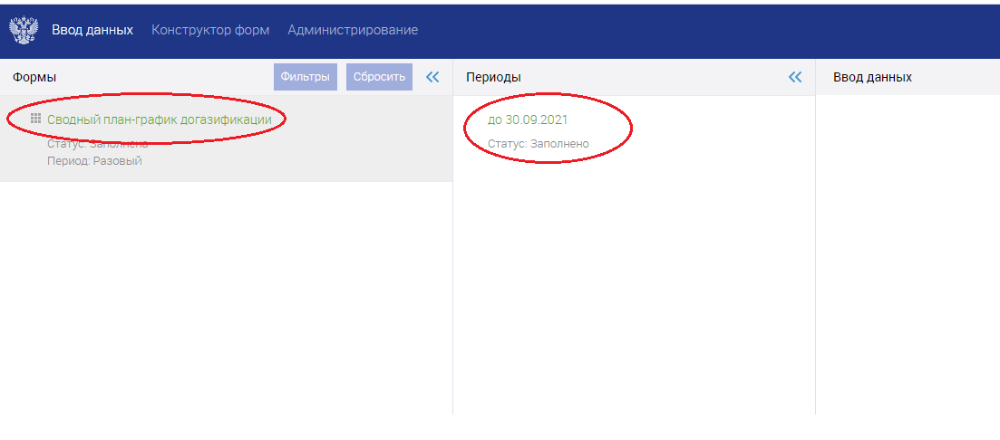 Ввод данных Конструктор форм Администрирование
Формы Фильтры Сбросить Периоды Ввод данных
Сводный план-график догазификации
Статус: Заполнена
Период: Разовый
до 30.09.2021
Статус: Заполнено